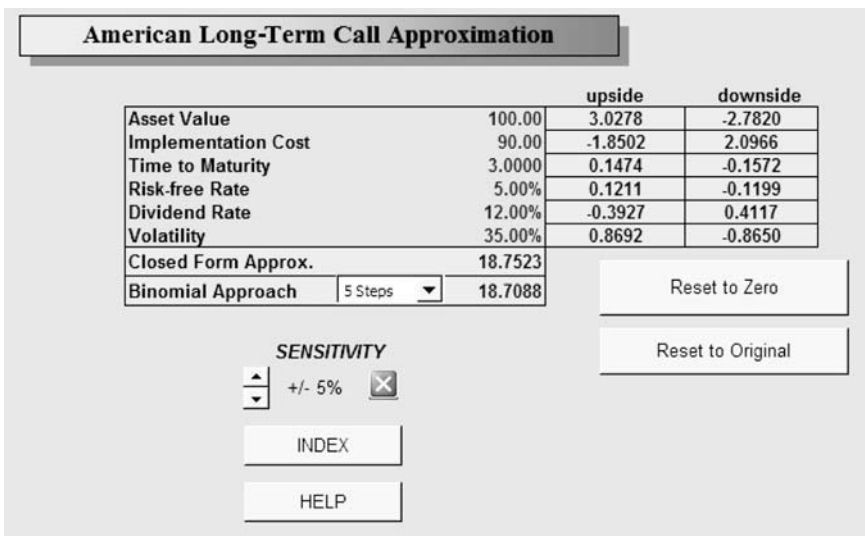 American Long-Term Call Approximation
upside downside
Asset Value 100.00 3.0278 -2.7820
Implementation Cost 90.00 -1.8502 2.0966
Time to Maturity 3.0000 0.1474 -0.1572
Risk-free Rate 5.00% 0.1211 -0.1199
Dividend Rate 12.00% -0.3927 0.4117
Volatility 35.00% 0.8692 -0.8650
Closed Form Approx. 18.7523
Binomial Approach 5 Steps 18.7088
Reset to Zero
Reset to Original
SENSITIVITY
+/- 5%
INDEX
HELP